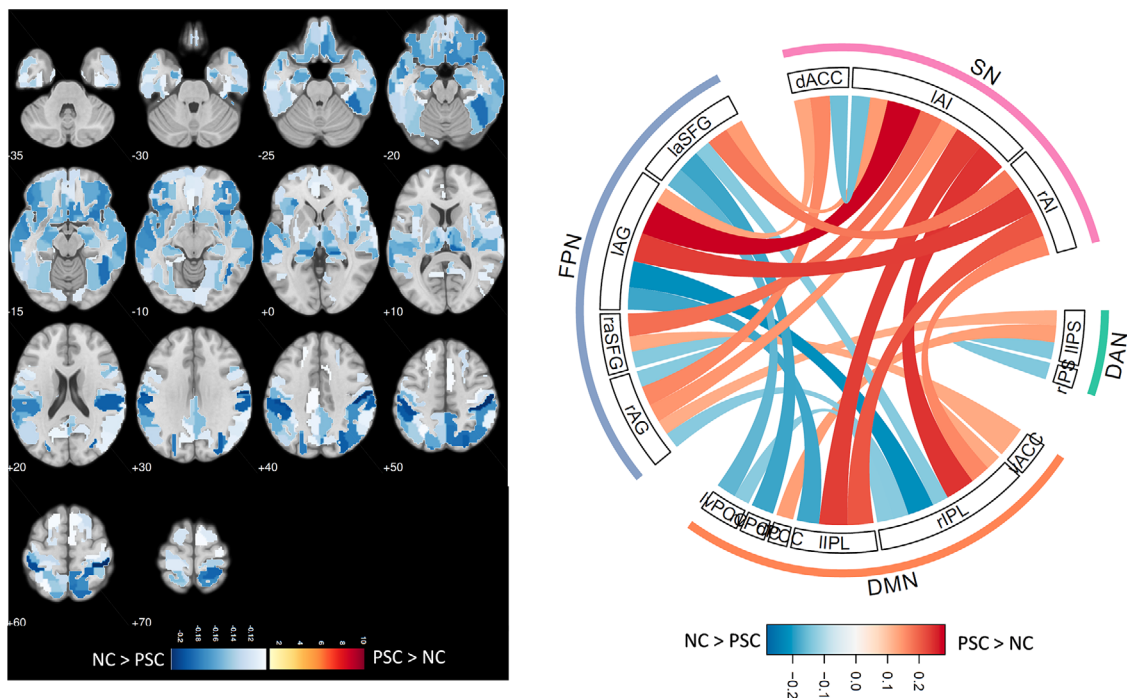 -35
-30
-25
-20
-15
-10
+0
+10
+20
+30
+40
+50
+60
+70
-0.2
-0.18
-0.16
-0.14
-0.12
2
4
6
8
10
NC > PSC
PSC > NC
SN
dACC
lAI
rAI
FPN
laSFG
lAG
raSFG
rAG
DAN
lIPS
DMN
lIPL
rIPL
NC > PSC
PSC > NC
-0.2
-0.1
0.0
0.1
0.2